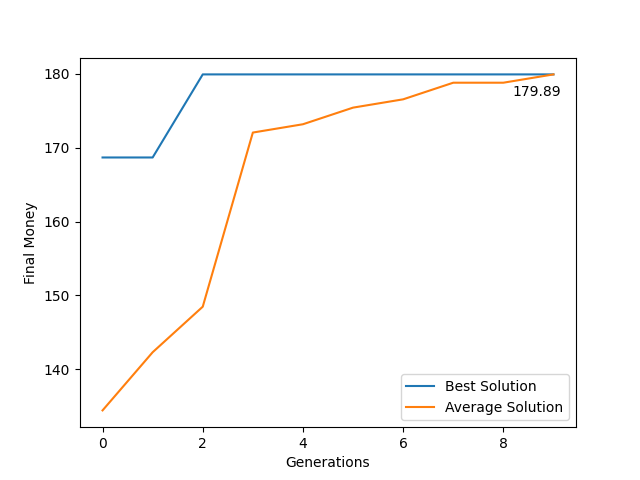 180
170
160
150
140
Final Money
179.89
Best Solution
Average Solution
0 2 4 6 8
Generations